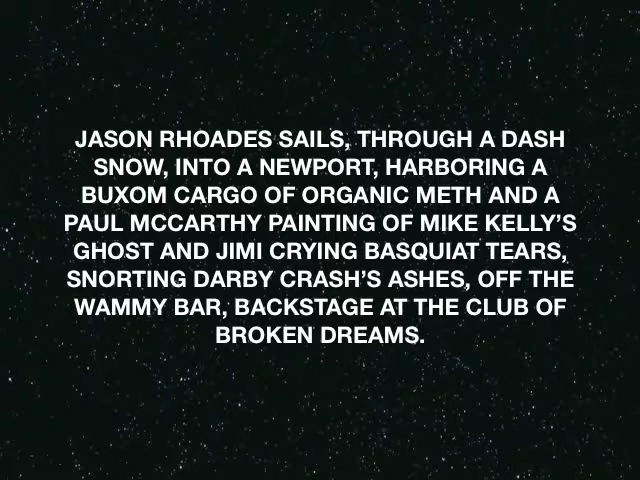 JASON RHOADES SAILS, THROUGH A DASH
SNOW, INTO A NEWPORT, HARBORING A
BUXOM CARGO OF ORGANIC METH AND A
PAUL MCCARTHY PAINTING OF MIKE KELLY'S
GHOST AND JIMI CRYING BASQUIAT TEARS,
SNORTING DARBY CRASH'S ASHES, OFF THE
WAMMY BAR, BACKSTAGE AT THE CLUB OF
BROKEN DREAMS.